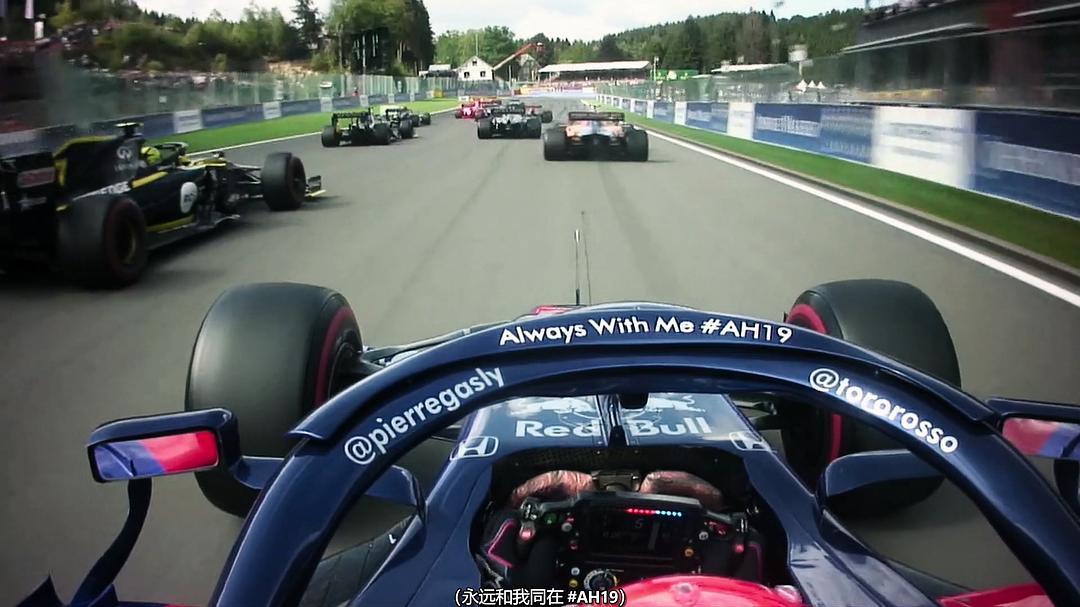 Always With Me #AH19
@pierregasly
@tororosso
Red Bull
(永远和我同在 #AH19)